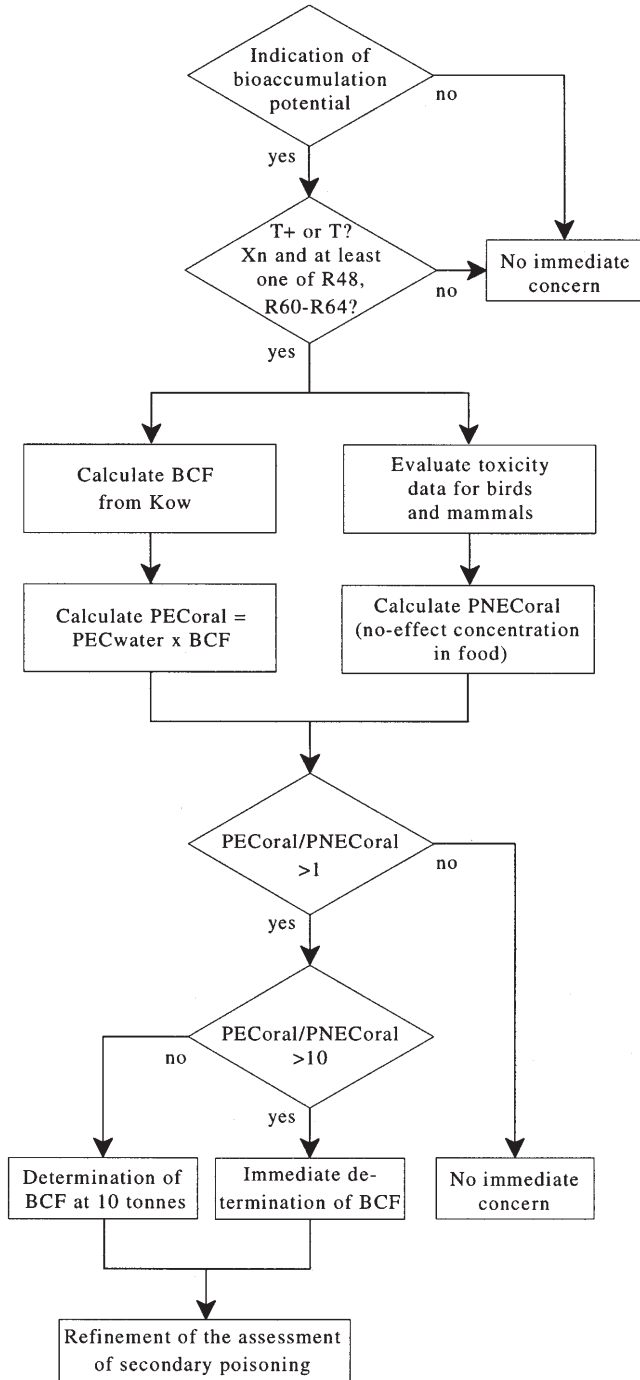 Indication of
bioaccumulation
potential
no
yes
T+ or T?
Xn and at least
one of R48,
R60-R64?
no
No immediate
concern
yes
Calculate BCF
from Kow
Evaluate toxicity
data for birds
and mammals
Calculate PECoral =
PECwater x BCF
Calculate PNECoral
(no-effect concentration
in food)
PECoral/PNECoral
>1
no
yes
PECoral/PNECoral
>10
no
yes
Determination of
BCF at 10 tonnes
Immediate de-
termination of BCF
No immediate
concern
Refinement of the assessment
of secondary poisoning